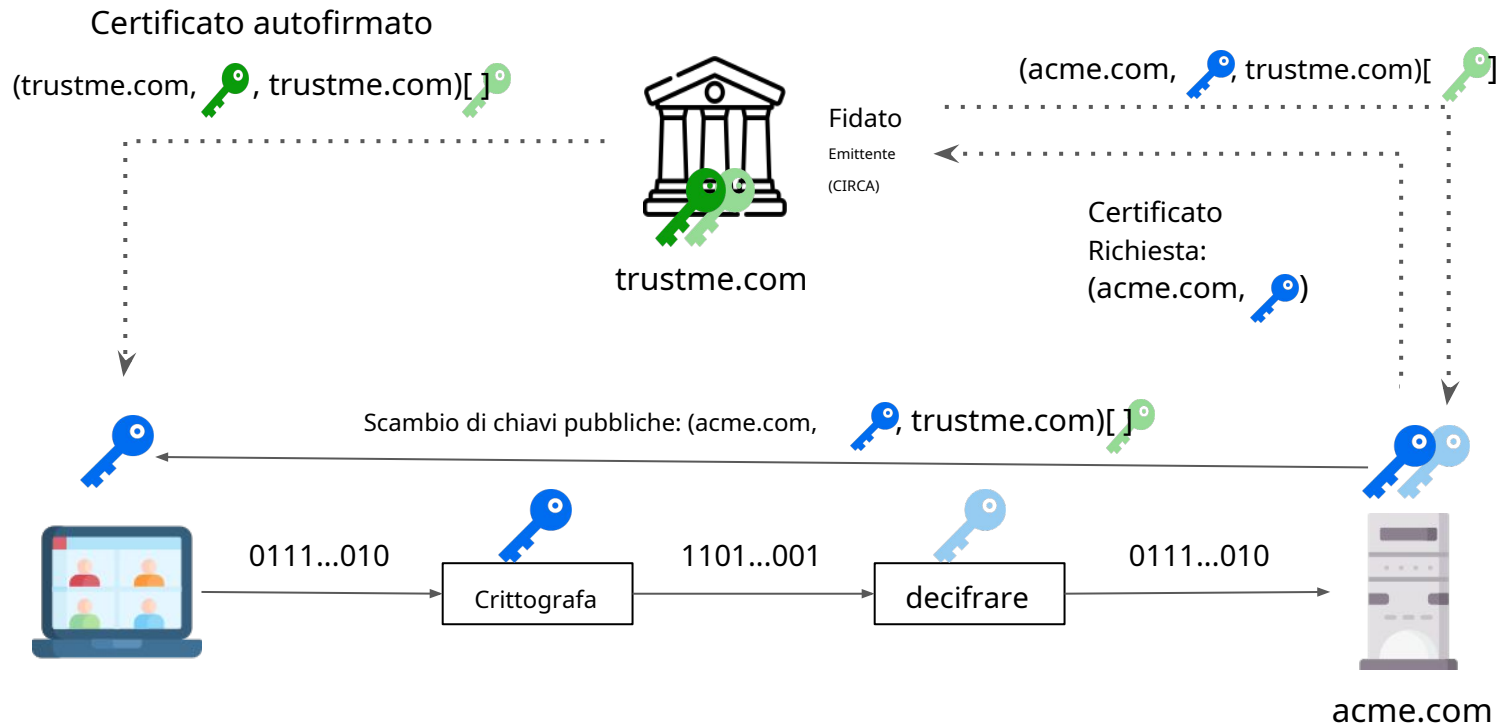 Certificato autofirmato
(trustme.com, , trustme.com)[ ]
(acme.com, , trustme.com)[ ]
Fidato
Emittente
(CIRCA)
trustme.com
Certificato
Richiesta:
(acme.com, )
Scambio di chiavi pubbliche: (acme.com, , trustme.com)[ ]
0111...010
1101...001
0111...010
Crittografa
decifrare
acme.com